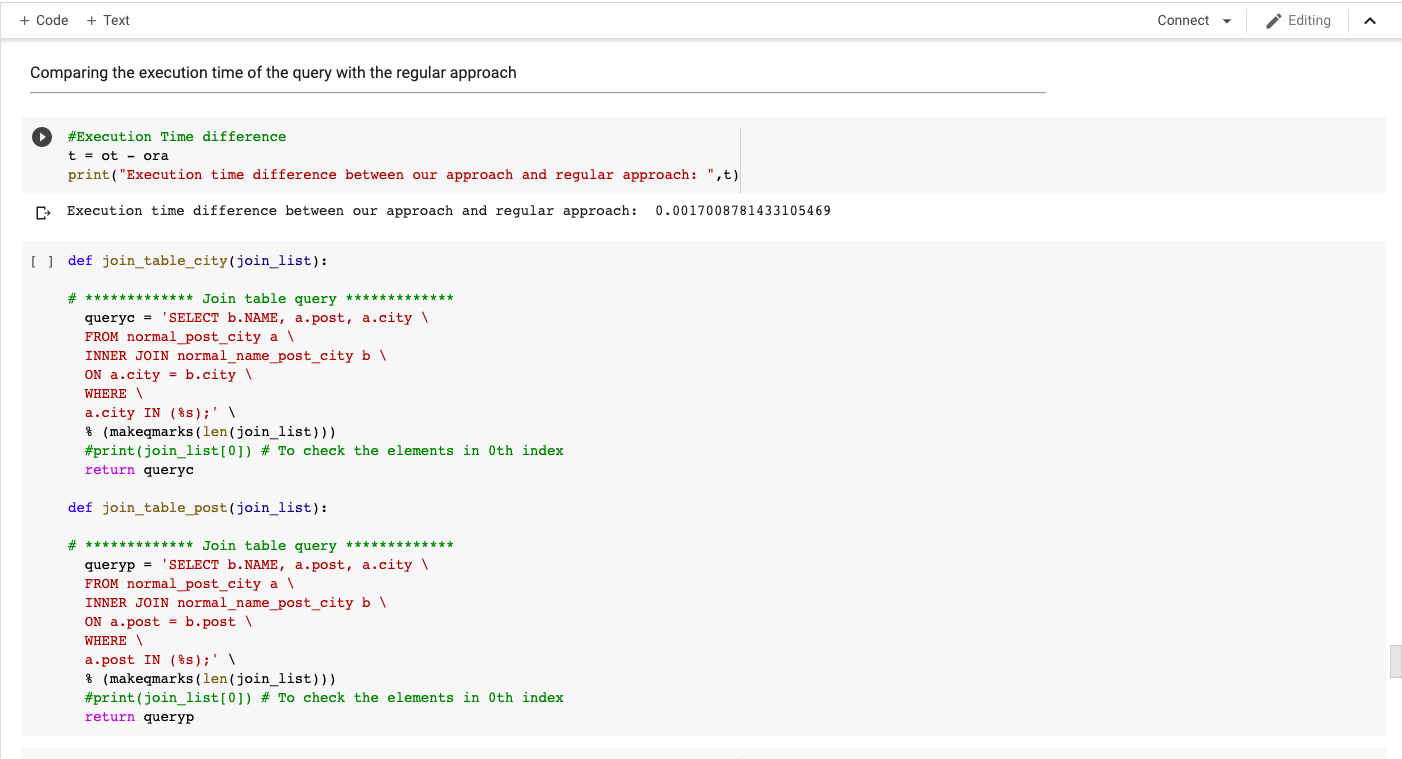 + Code + Text Connect Editing
Comparing the execution time of the query with the regular approach
#Execution Time difference
t = ot - ora
print("Execution time difference between our approach and regular approach: ",t)
Execution time difference between our approach and regular approach:  0.0017008781433105469
[ ] def join_table_city(join_list):
# ************* Join table query *************
queryc = 'SELECT b.NAME, a.post, a.city \
FROM normal_post_city a \
INNER JOIN normal_name_post_city b \
ON a.city = b.city \
WHERE \
a.city IN (%s);' \
% (makeqmarks(len(join_list)))
#print(join_list[0]) # To check the elements in 0th index
return queryc
def join_table_post(join_list):
# ************* Join table query *************
queryp = 'SELECT b.NAME, a.post, a.city \
FROM normal_post_city a \
INNER JOIN normal_name_post_city b \
ON a.post = b.post \
WHERE \
a.post IN (%s);' \
% (makeqmarks(len(join_list)))
#print(join_list[0]) # To check the elements in 0th index
return queryp